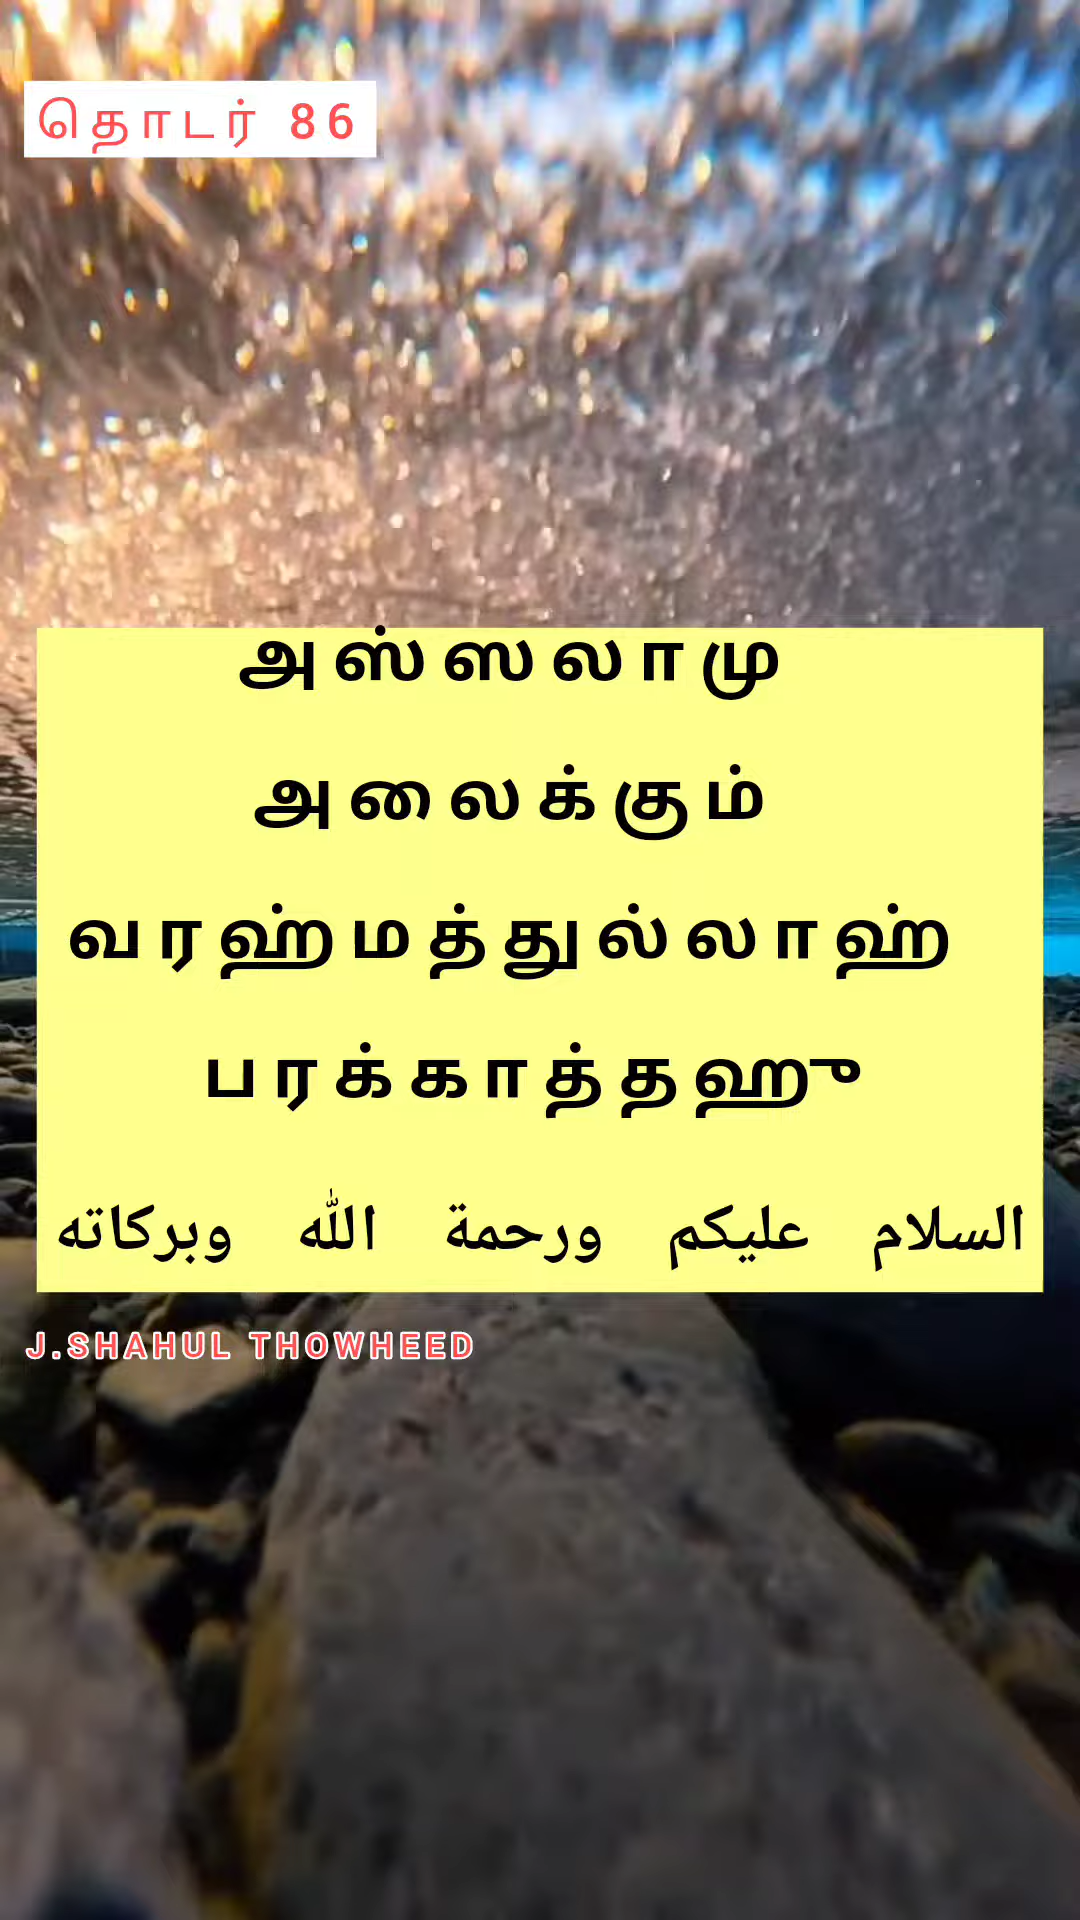 தொடர் 86
அஸ்ஸலாமு
அலைக்கும்
வரஹ்மத்துல்லாஹ்
பரக்காத்தஹு
السلام عليكم ورحمة الله وبركاته
J.SHAHUL THOWHEED